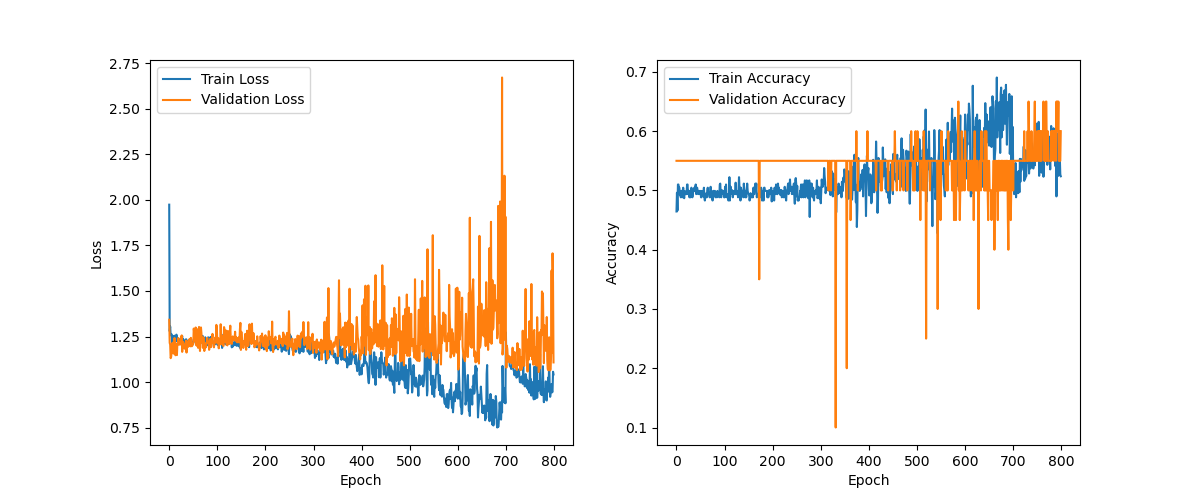 2.75
2.50
2.25
2.00
1.75
1.50
1.25
1.00
0.75
Loss
Train Loss
Validation Loss
0 100 200 300 400 500 600 700 800
Epoch
0.7
0.6
0.5
0.4
0.3
0.2
0.1
Accuracy
Train Accuracy
Validation Accuracy
0 100 200 300 400 500 600 700 800
Epoch